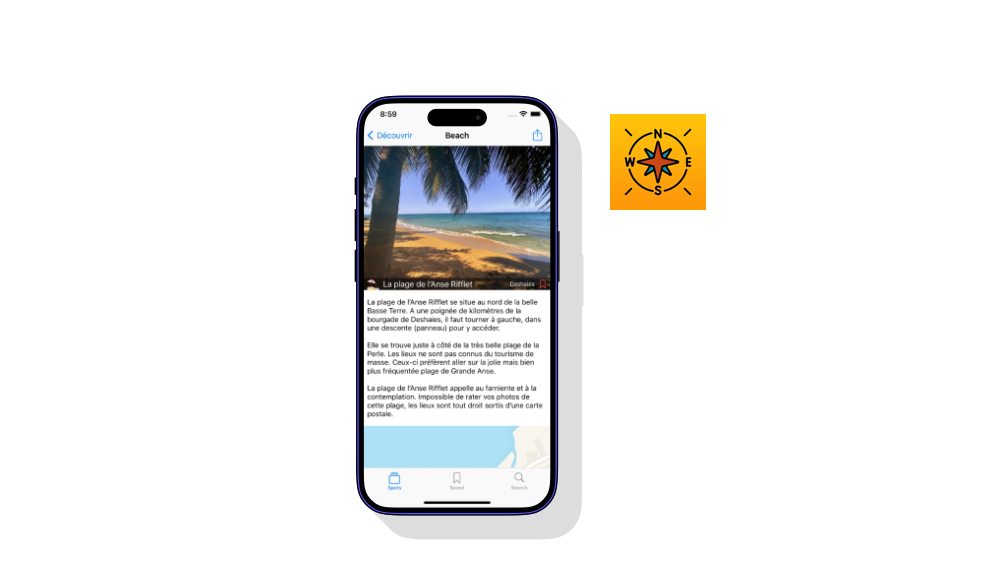 8:59
Découvrir
Beach
La plage de l'Anse Rifflet
Deshaies
La plage de l'Anse Rifflet se situe au nord de la belle
Basse Terre. A une poignée de kilomètres de la
bourgade de Deshaies, il faut tourner à gauche, dans
une descente (panneau) pour y accéder.
Elle se trouve juste à côté de la très belle plage de la
Perle. Les lieux ne sont pas connus du tourisme de
masse. Ceux-ci préfèrent aller sur la jolie mais bien
plus fréquentée plage de Grande Anse.
La plage de l'Anse Rifflet appelle au farniente et à la
contemplation. Impossible de rater vos photos de
cette plage, les lieux sont tout droit sortis d'une carte
postale.
Spots
Saved
Search
N
W
E
S